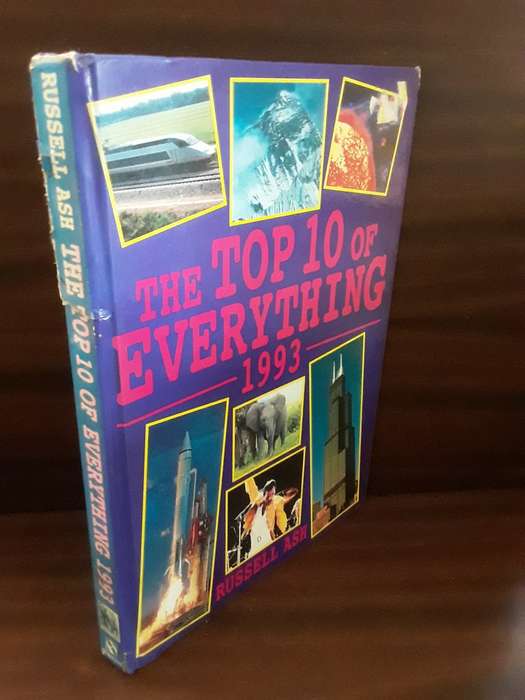 RUSSELL ASH THE TOP 10 OF EVERYTHING 1993
THE TOP 10 OF
EVERYTHING
1993
RUSSELL ASH